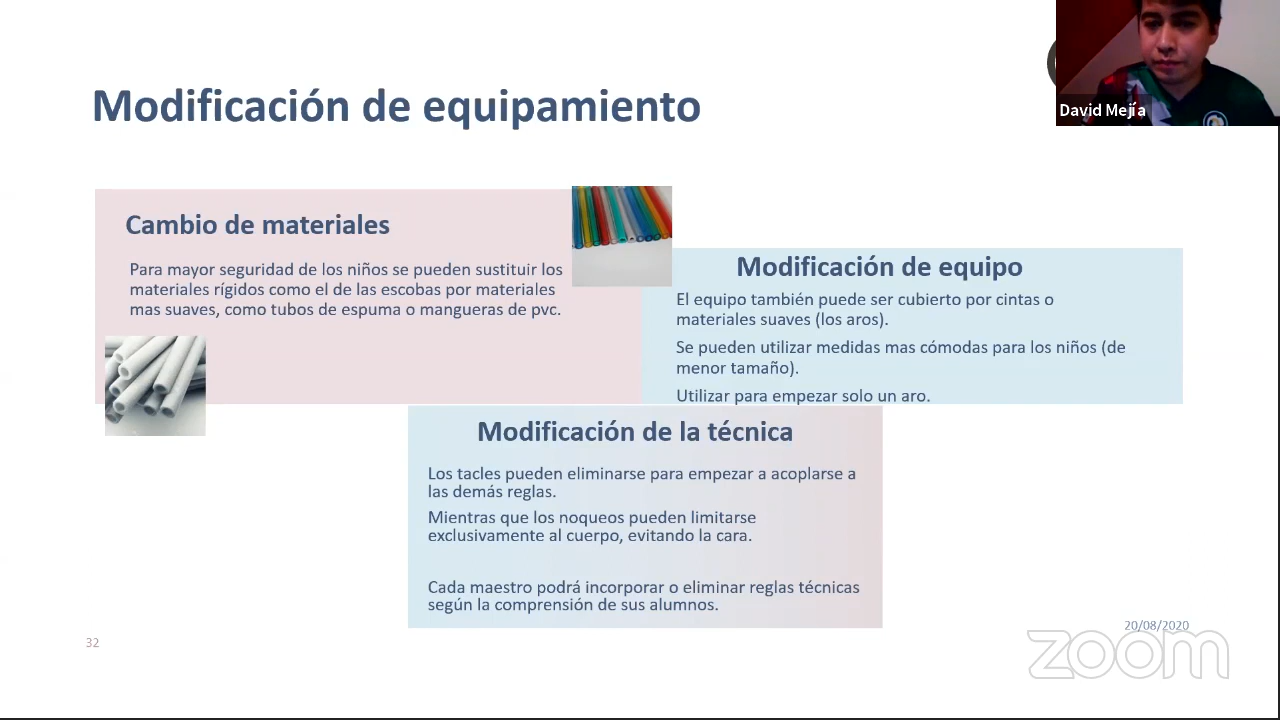 David Mejía
Modificación de equipamiento
Cambio de materiales
Para mayor seguridad de los niños se pueden sustituir los
materiales rígidos como el de las escobas por materiales
mas suaves, como tubos de espuma o mangueras de pvc.
Modificación de equipo
El equipo también puede ser cubierto por cintas o
materiales suaves (los aros).
Se pueden utilizar medidas mas cómodas para los niños (de
menor tamaño).
Utilizar para empezar solo un aro.
Modificación de la técnica
Los tacles pueden eliminarse para empezar a acoplarse a
las demás reglas.
Mientras que los noqueos pueden limitarse
exclusivamente al cuerpo, evitando la cara.
Cada maestro podrá incorporar o eliminar reglas técnicas
según la comprensión de sus alumnos.
20/08/2020
32
zoom